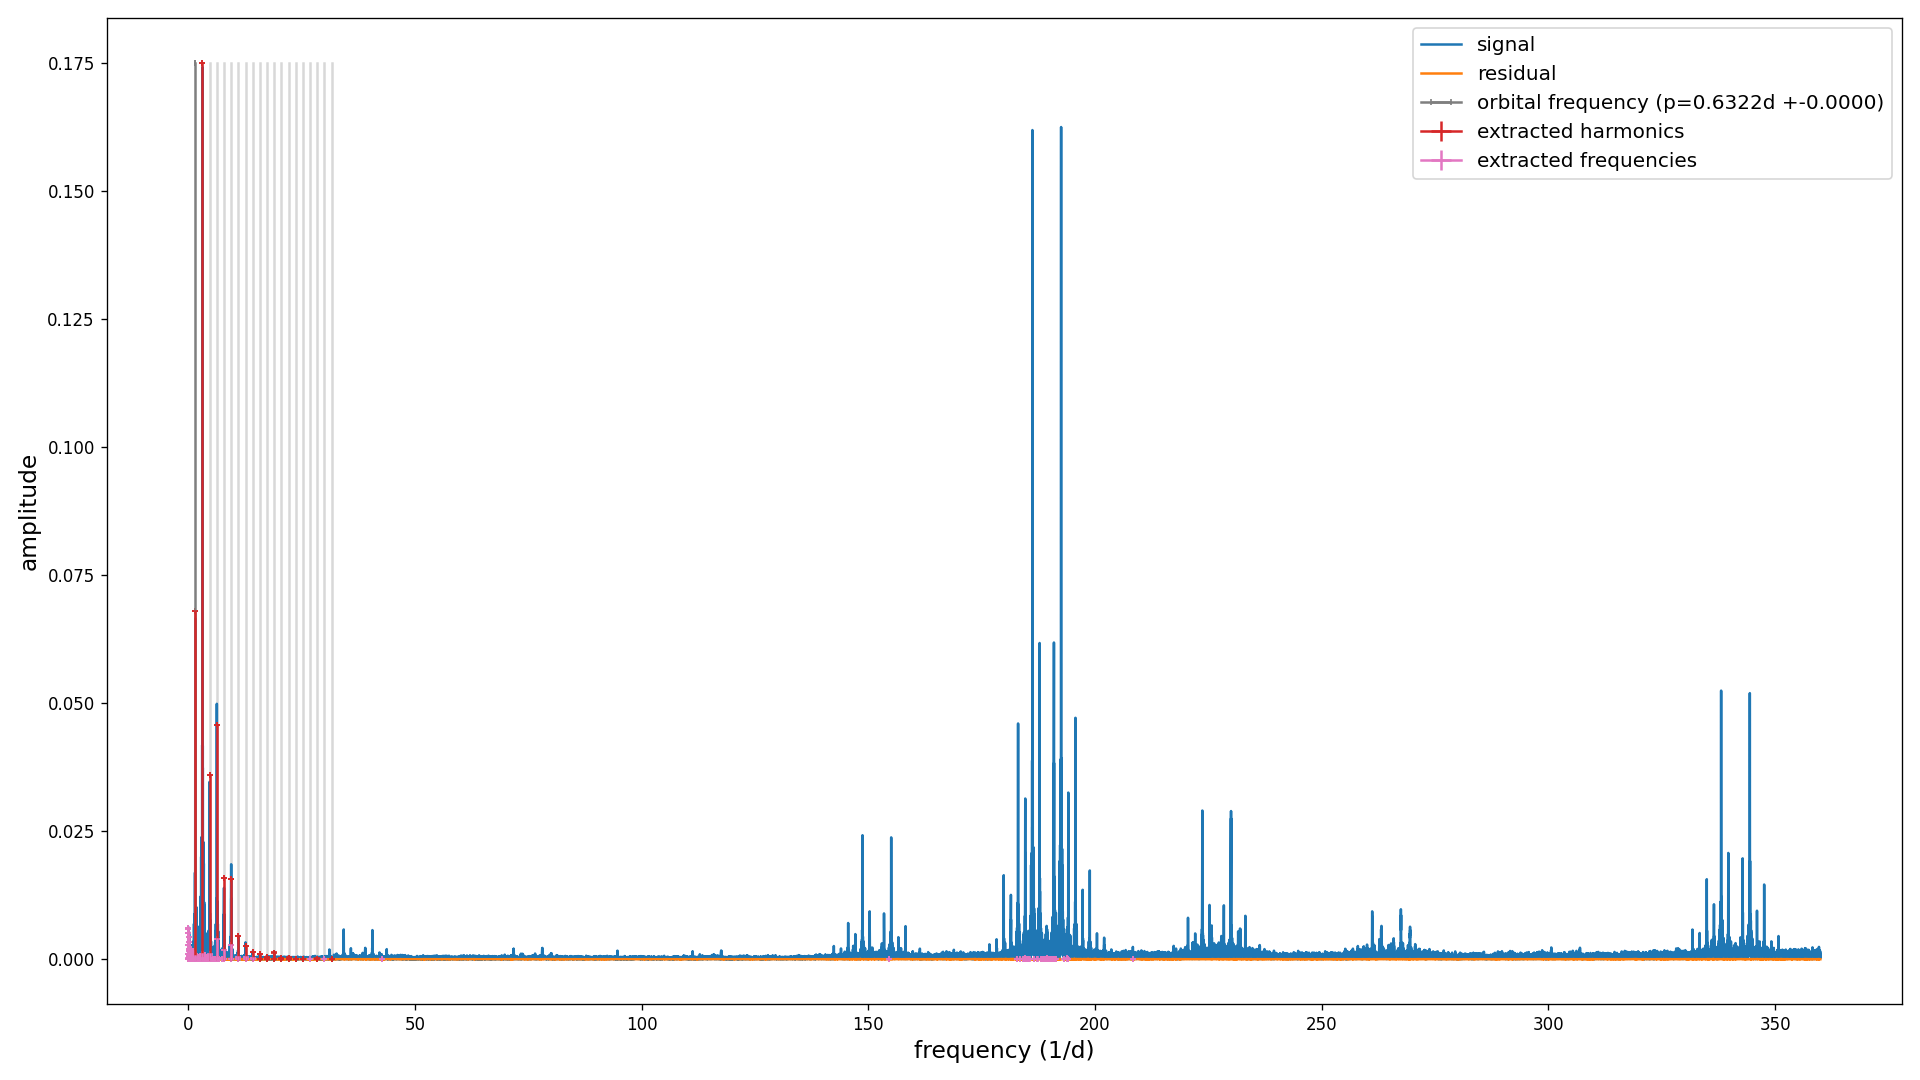 signal
residual
orbital frequency (p=0.6322d +-0.0000)
extracted harmonics
extracted frequencies
0.175
0.150
0.125
0.100
0.075
0.050
0.025
0.000
amplitude
0 50 100 150 200 250 300 350
frequency (1/d)